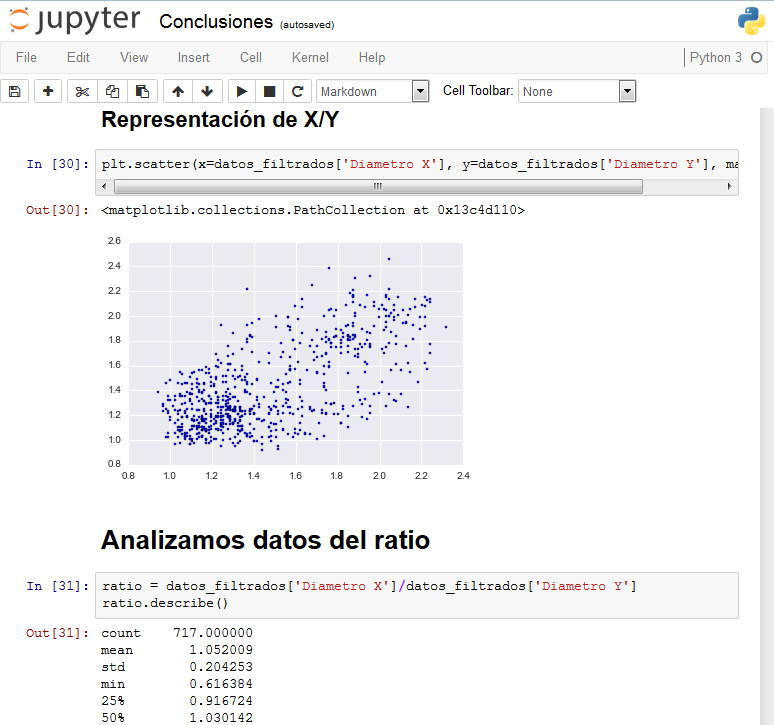 jupyter Conclusiones (autosaved)
File Edit View Insert Cell Kernel Help Python 3
Markdown Cell Toolbar: None
Representación de X/Y
In [30]: plt.scatter(x=datos_filtrados['Diametro X'], y=datos_filtrados['Diametro Y'], ma
Out[30]: <matplotlib.collections.PathCollection at 0x13c4d110>
2.6
2.4
2.2
2.0
1.8
1.6
1.4
1.2
1.0
0.8
0.8 1.0 1.2 1.4 1.6 1.8 2.0 2.2 2.4
Analizamos datos del ratio
In [31]: ratio = datos_filtrados['Diametro X']/datos_filtrados['Diametro Y']
ratio.describe()
Out[31]: count 717.000000
mean 1.052009
std 0.204253
min 0.616384
25% 0.916724
50% 1.030142